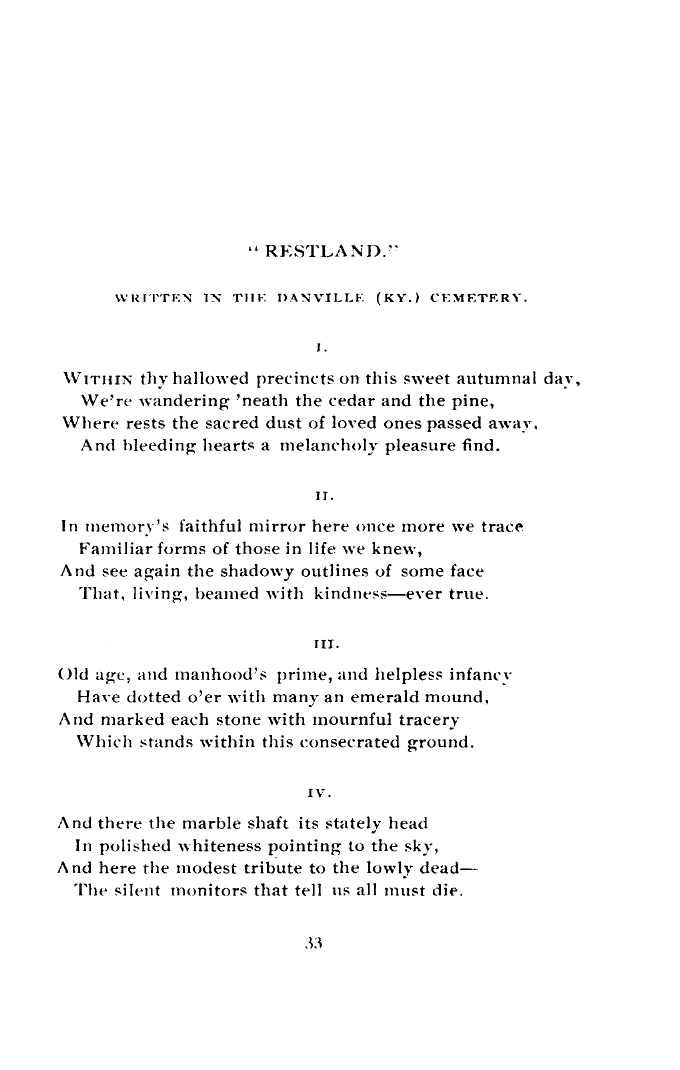 “ RESTLAND.”
WRITTEN IN THE DANVILLE (KY.) CEMETERY.
I.
WITHIN thy hallowed precincts on this sweet autumnal day,
We’re wandering ’neath the cedar and the pine,
Where rests the sacred dust of loved ones passed away,
And bleeding hearts a melancholy pleasure find.
II.
In memory’s faithful mirror here once more we trace
Familiar forms of those in life we knew,
And see again the shadowy outlines of some face
That, living, beamed with kindness—ever true.
III.
Old age, and manhood’s prime, and helpless infancy
Have dotted o’er with many an emerald mound,
And marked each stone with mournful tracery
Which stands within this consecrated ground.
IV.
And there the marble shaft its stately head
In polished whiteness pointing to the sky,
And here the modest tribute to the lowly dead—
The silent monitors that tell us all must die.
33